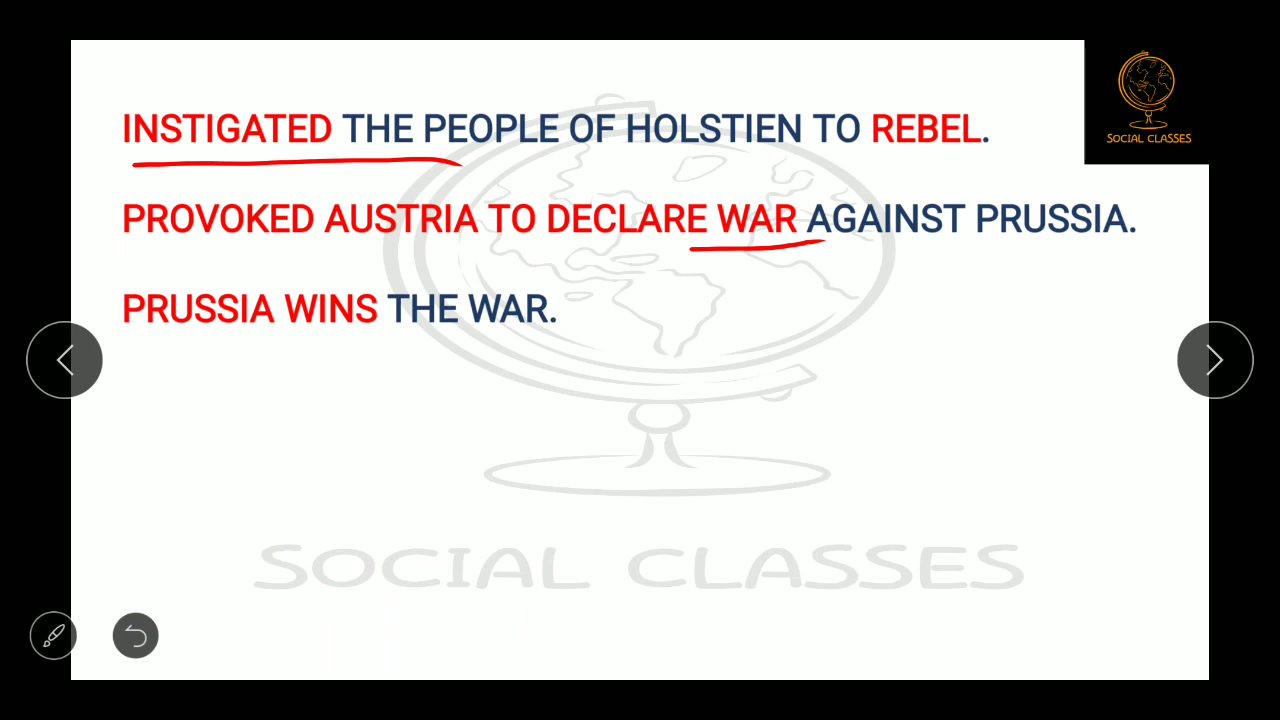 SOCIAL CLASSES
INSTIGATED THE PEOPLE OF HOLSTIEN TO REBEL.
PROVOKED AUSTRIA TO DECLARE WAR AGAINST PRUSSIA.
PRUSSIA WINS THE WAR.
SOCIAL CLASSES